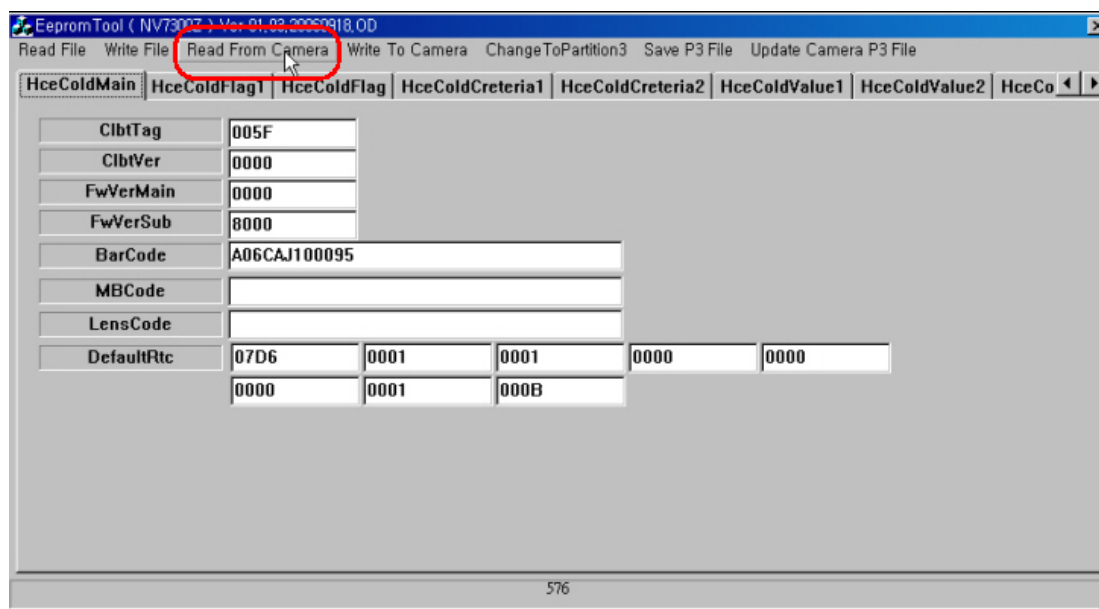 EepromTool ( NV7300Z ) Ver 01,03,20060918,OD
Read File Write File Read From Camera Write To Camera ChangeToPartition3 Save P3 File Update Camera P3 File
HceColdMain HceColdFlag1 HceColdFlag HceColdCreteria1 HceColdCreteria2 HceColdValue1 HceColdValue2 HceCo
ClbtTag 005F
ClbtVer 0000
FwVerMain 0000
FwVerSub 8000
BarCode A06CAJ100095
MBCode
LensCode
DefaultRtc 07D6 0001 0001 0000 0000
0000 0001 000B
576